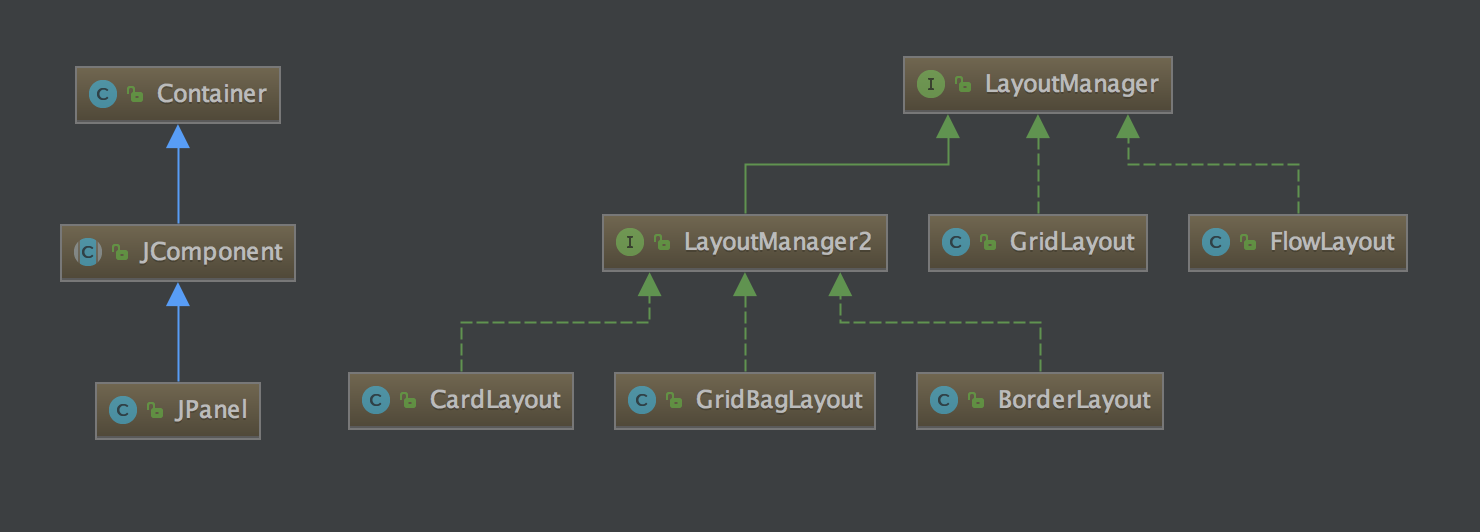 C Container
I LayoutManager
C JComponent
I LayoutManager2
C GridLayout
C FlowLayout
C JPanel
C CardLayout
C GridBagLayout
C BorderLayout